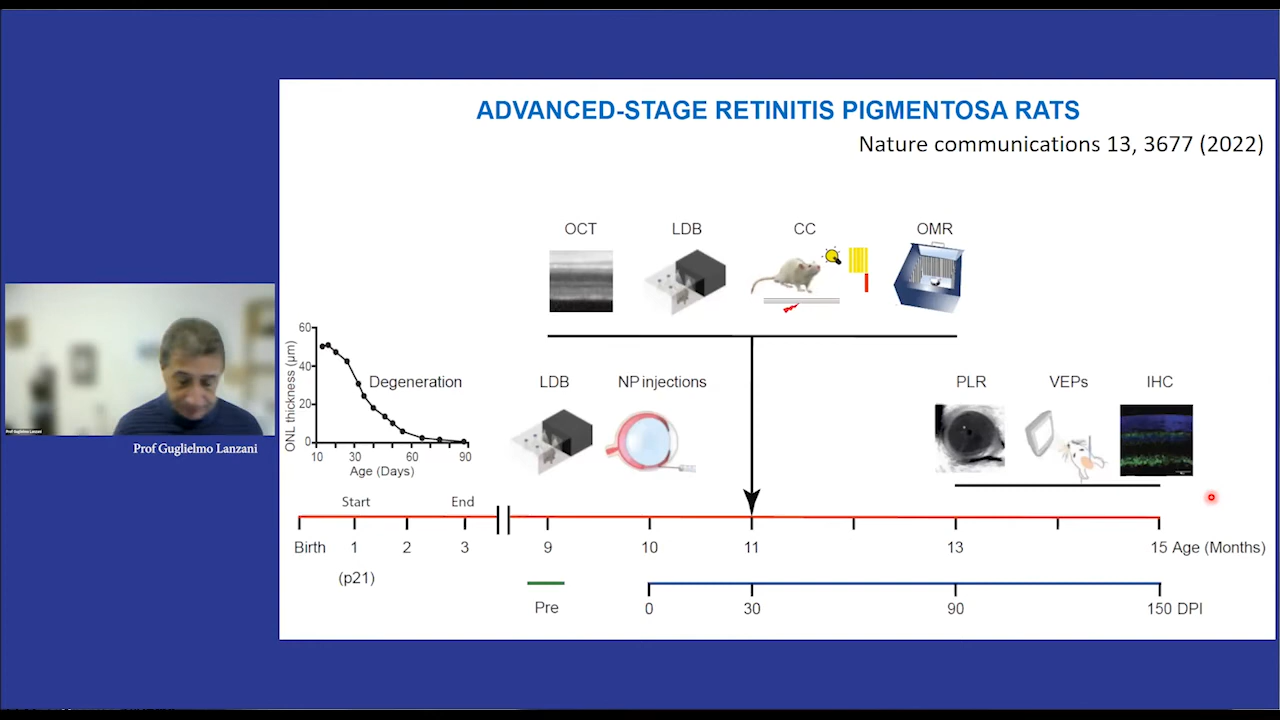 ADVANCED-STAGE RETINITIS PIGMENTOSA RATS
Nature communications 13, 3677 (2022)
OCT LDB CC OMR
60
40
20
0
ONL thickness (μm)
Degeneration
10 30 60 90
Age (Days)
LDB NP injections
PLR VEPs IHC
Prof Guglielmo Lanzani
Prof Guglielmo Lanzani
Start End
Birth 1 2 3 9 10 11 13 15 Age (Months)
(p21)
Pre 0 30 90 150 DPI